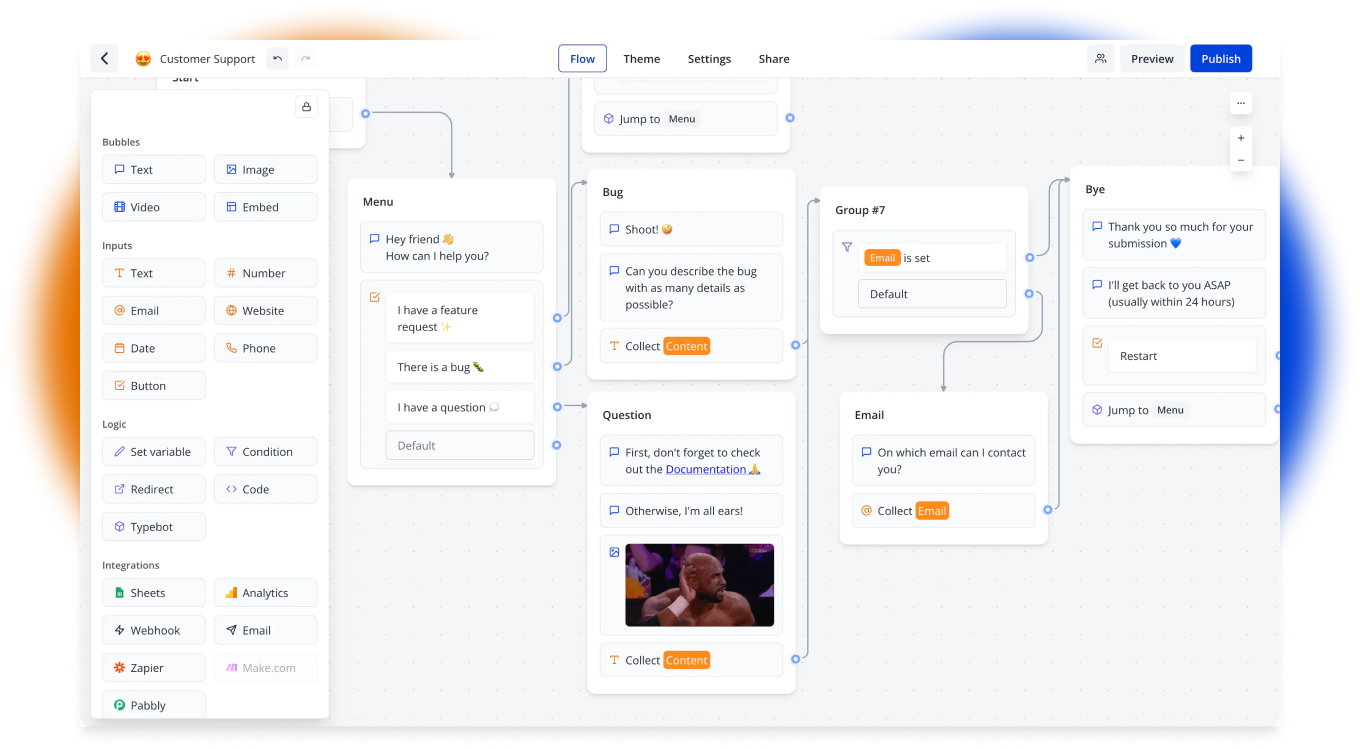 Customer Support
Flow
Theme
Settings
Share
Preview
Publish
Start
Bubbles
Text
Image
Video
Embed
Inputs
Text
Number
Email
Website
Date
Phone
Button
Logic
Set variable
Condition
Redirect
Code
Typebot
Integrations
Sheets
Analytics
Webhook
Email
Zapier
Make.com
Pabbly
Menu
Hey friend 👋
How can I help you?
I have a feature
request ✨
There is a bug 🐛
I have a question 💭
Default
Jump to Menu
Bug
Shoot! 🤪
Can you describe the bug
with as many details as
possible?
Collect Content
Question
First, don't forget to check
out the Documentation 🙏
Otherwise, I'm all ears!
Collect Content
Group #7
Email is set
Default
Email
On which email can I contact
you?
Collect Email
Bye
Thank you so much for your
submission 💙
I'll get back to you ASAP
(usually within 24 hours)
Restart
Jump to Menu